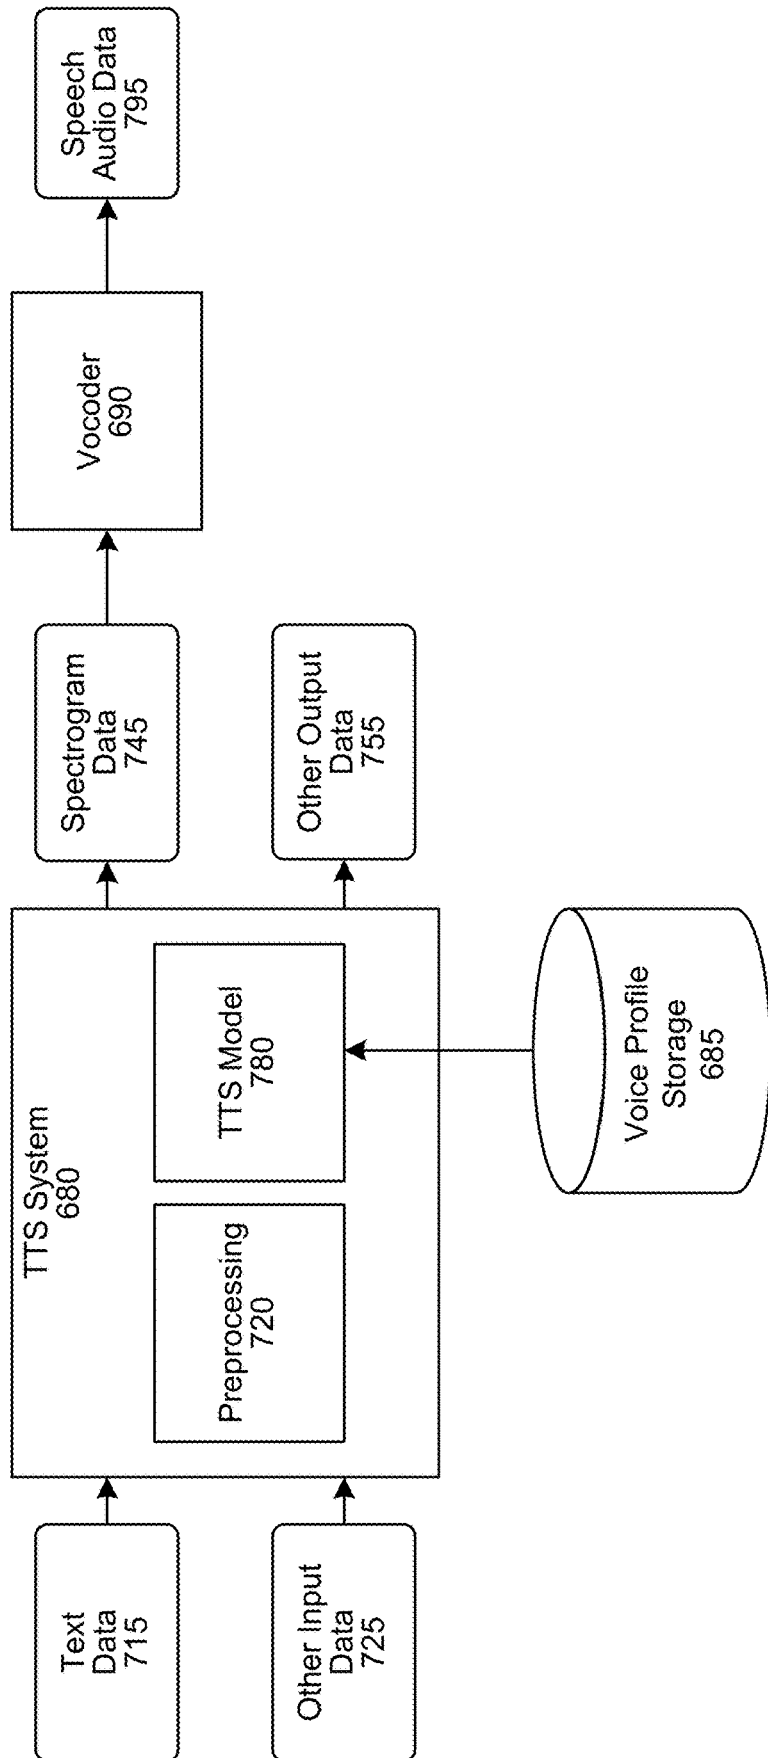 Text
Data
715
Other Input
Data
725
TTS System
680
Preprocessing
720
TTS Model
780
Voice Profile
Storage
685
Spectrogram
Data
745
Other Output
Data
755
Vocoder
690
Speech
Audio Data
795